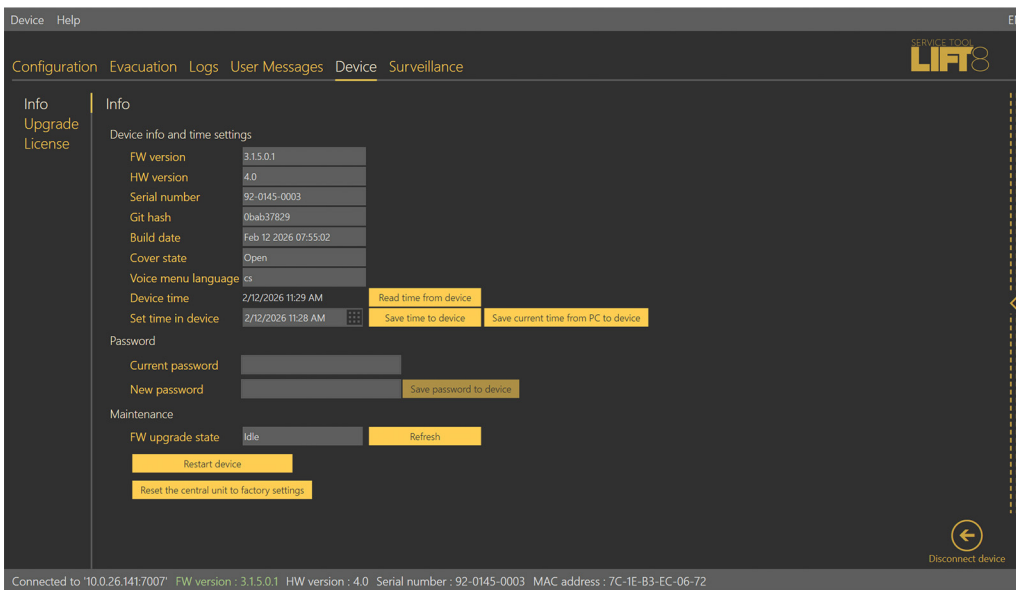 Device Help
SERVICE TOOL
LIFT8
Configuration Evacuation Logs User Messages Device Surveillance
Info
Upgrade
License
Info
Device info and time settings
FW version 3.1.5.0.1
HW version 4.0
Serial number 92-0145-0003
Git hash 0bab37829
Build date Feb 12 2026 07:55:02
Cover state Open
Voice menu language cs
Device time 2/12/2026 11:29 AM Read time from device
Set time in device 2/12/2026 11:28 AM Save time to device Save current time from PC to device
Password
Current password
New password Save password to device
Maintenance
FW upgrade state Idle Refresh
Restart device
Reset the central unit to factory settings
Disconnect device
Connected to '10.0.26.141:7007' FW version : 3.1.5.0.1 HW version : 4.0 Serial number : 92-0145-0003 MAC address : 7C-1E-B3-EC-06-72